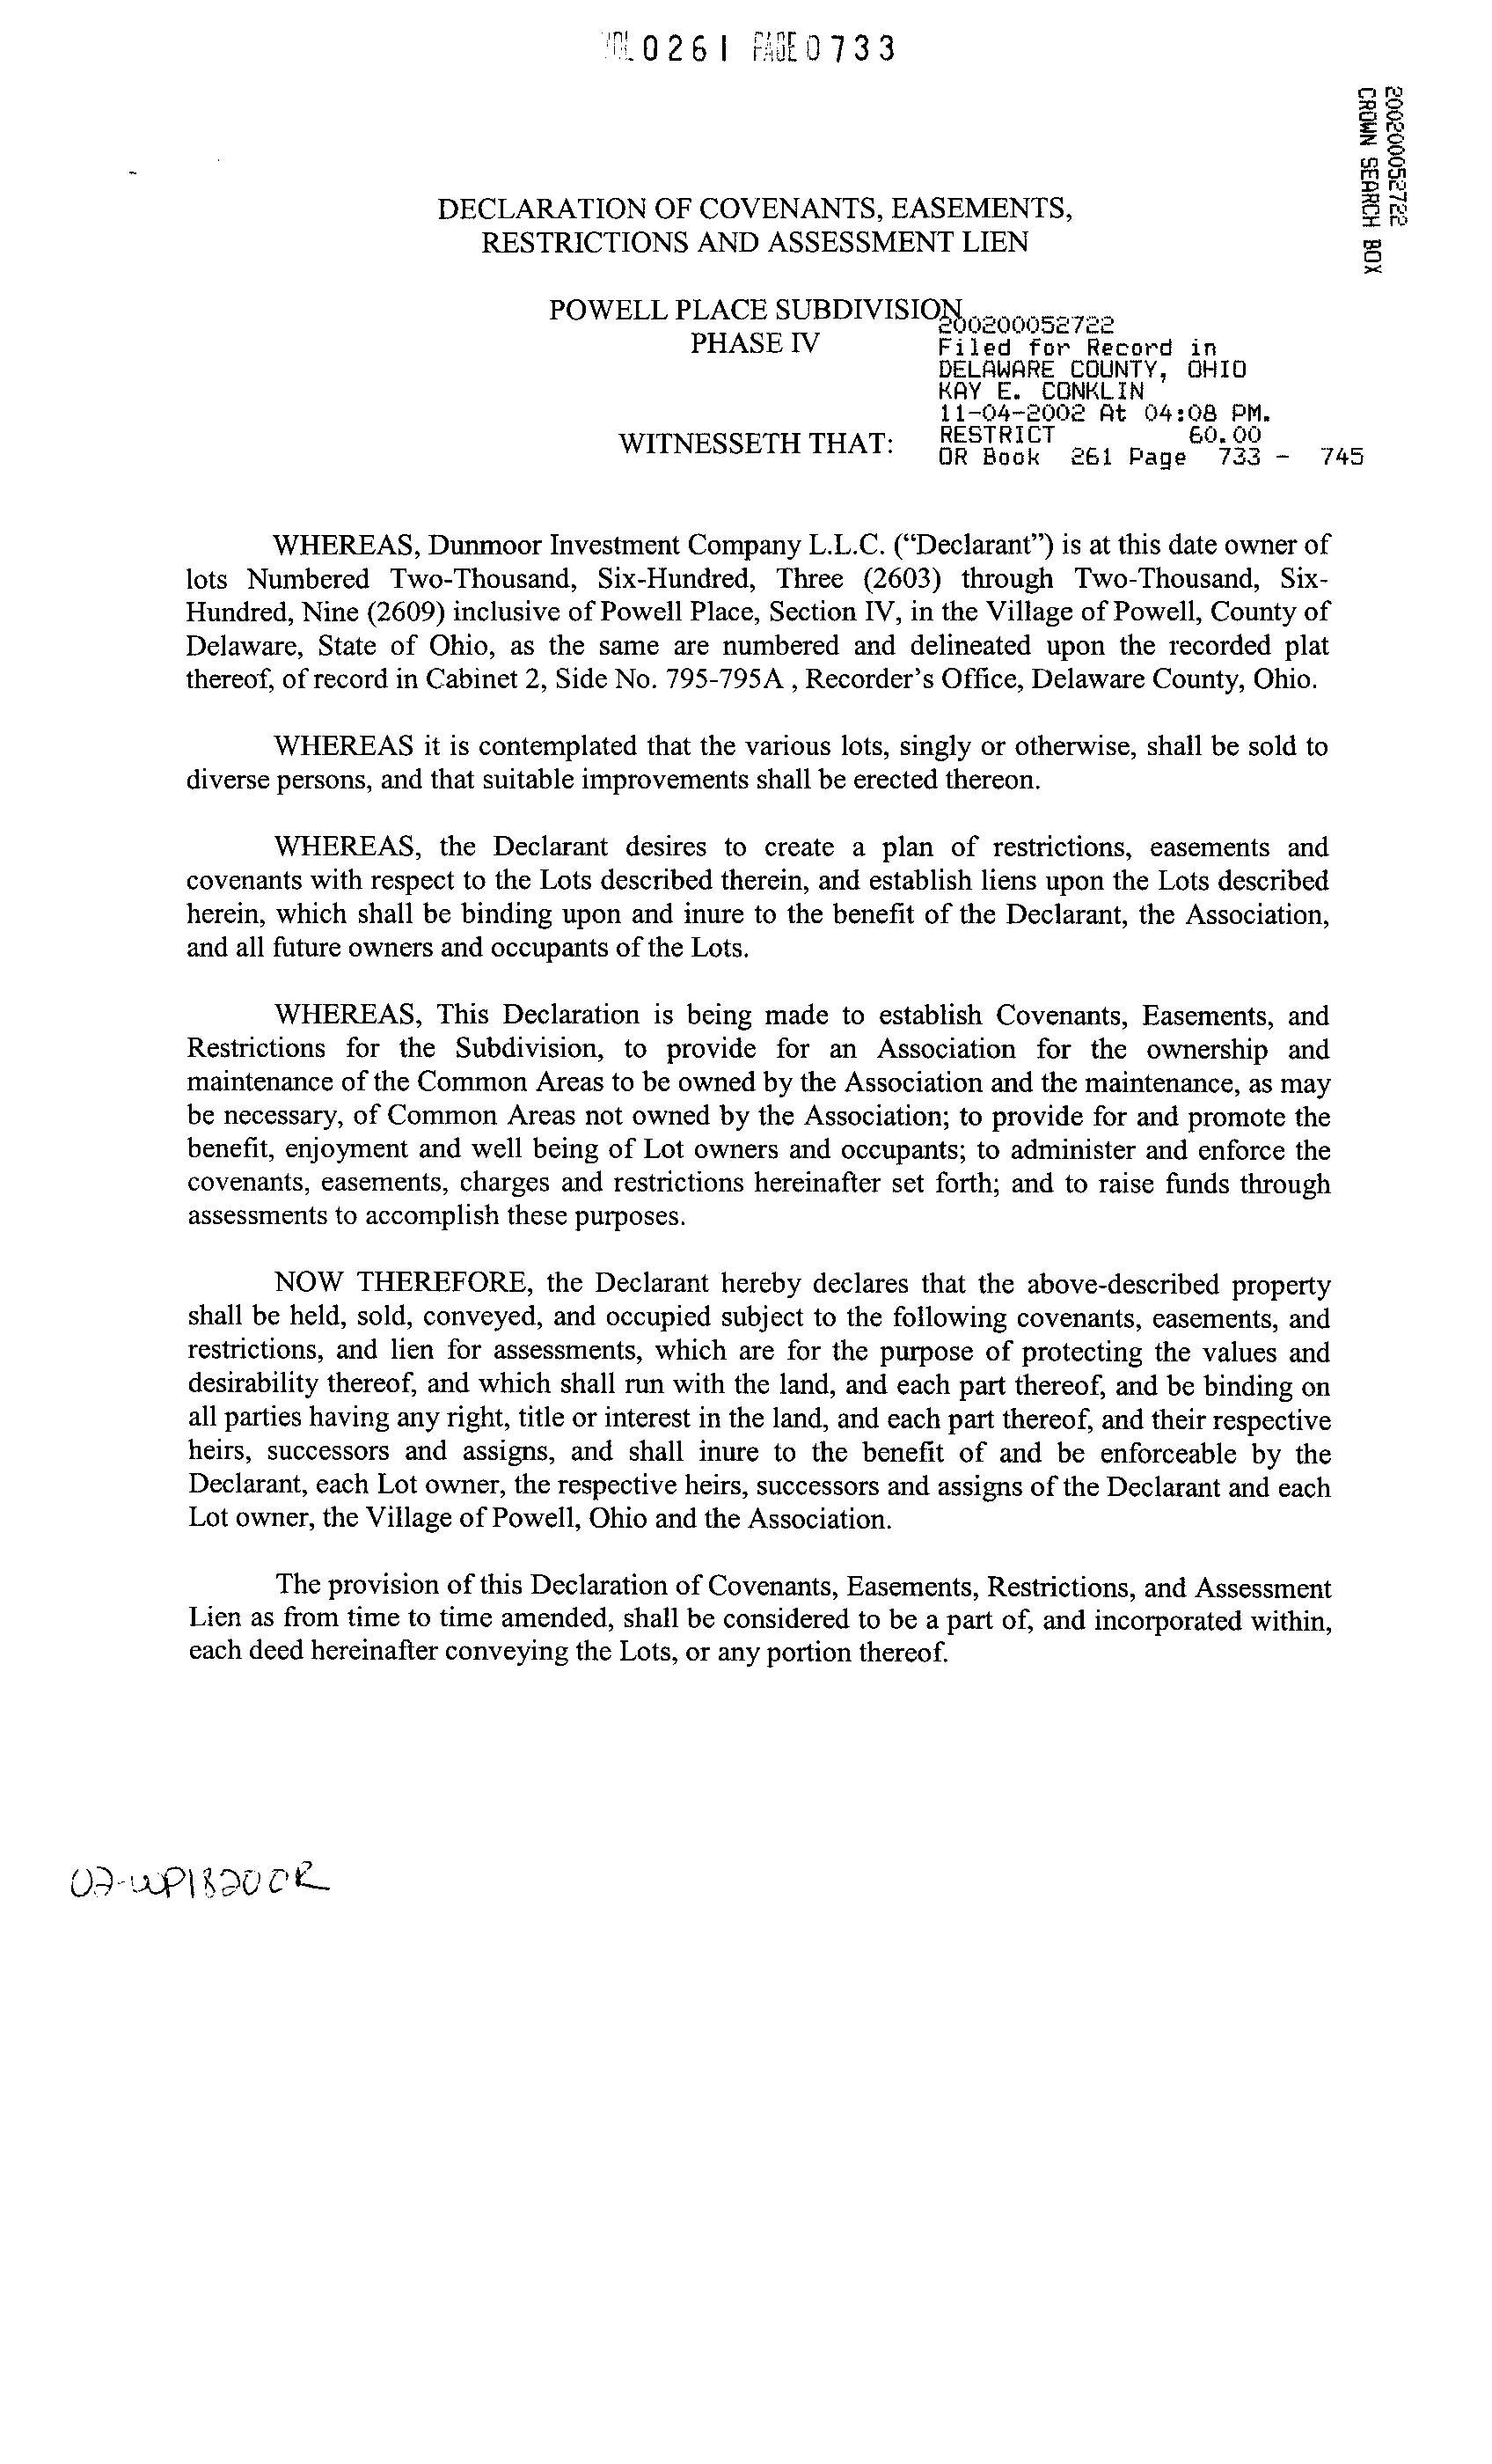 VOL 0261 PAGE 0733
200200052722
CROWN SEARCH BOX
DECLARATION OF COVENANTS, EASEMENTS,
RESTRICTIONS AND ASSESSMENT LIEN
POWELL PLACE SUBDIVISION
PHASE IV
200200052722
Filed for Record in
DELAWARE COUNTY, OHIO
KAY E. CONKLIN
11-04-2002 At 04:08 PM.
RESTRICT 60.00
OR Book 261 Page 733 - 745
WITNESSETH THAT:
WHEREAS, Dunmoor Investment Company L.L.C. (“Declarant”) is at this date owner of
lots Numbered Two-Thousand, Six-Hundred, Three (2603) through Two-Thousand, Six-
Hundred, Nine (2609) inclusive of Powell Place, Section IV, in the Village of Powell, County of
Delaware, State of Ohio, as the same are numbered and delineated upon the recorded plat
thereof, of record in Cabinet 2, Side No. 795-795A , Recorder’s Office, Delaware County, Ohio.
WHEREAS it is contemplated that the various lots, singly or otherwise, shall be sold to
diverse persons, and that suitable improvements shall be erected thereon.
WHEREAS, the Declarant desires to create a plan of restrictions, easements and
covenants with respect to the Lots described therein, and establish liens upon the Lots described
herein, which shall be binding upon and inure to the benefit of the Declarant, the Association,
and all future owners and occupants of the Lots.
WHEREAS, This Declaration is being made to establish Covenants, Easements, and
Restrictions for the Subdivision, to provide for an Association for the ownership and
maintenance of the Common Areas to be owned by the Association and the maintenance, as may
be necessary, of Common Areas not owned by the Association; to provide for and promote the
benefit, enjoyment and well being of Lot owners and occupants; to administer and enforce the
covenants, easements, charges and restrictions hereinafter set forth; and to raise funds through
assessments to accomplish these purposes.
NOW THEREFORE, the Declarant hereby declares that the above-described property
shall be held, sold, conveyed, and occupied subject to the following covenants, easements, and
restrictions, and lien for assessments, which are for the purpose of protecting the values and
desirability thereof, and which shall run with the land, and each part thereof, and be binding on
all parties having any right, title or interest in the land, and each part thereof, and their respective
heirs, successors and assigns, and shall inure to the benefit of and be enforceable by the
Declarant, each Lot owner, the respective heirs, successors and assigns of the Declarant and each
Lot owner, the Village of Powell, Ohio and the Association.
The provision of this Declaration of Covenants, Easements, Restrictions, and Assessment
Lien as from time to time amended, shall be considered to be a part of, and incorporated within,
each deed hereinafter conveying the Lots, or any portion thereof.